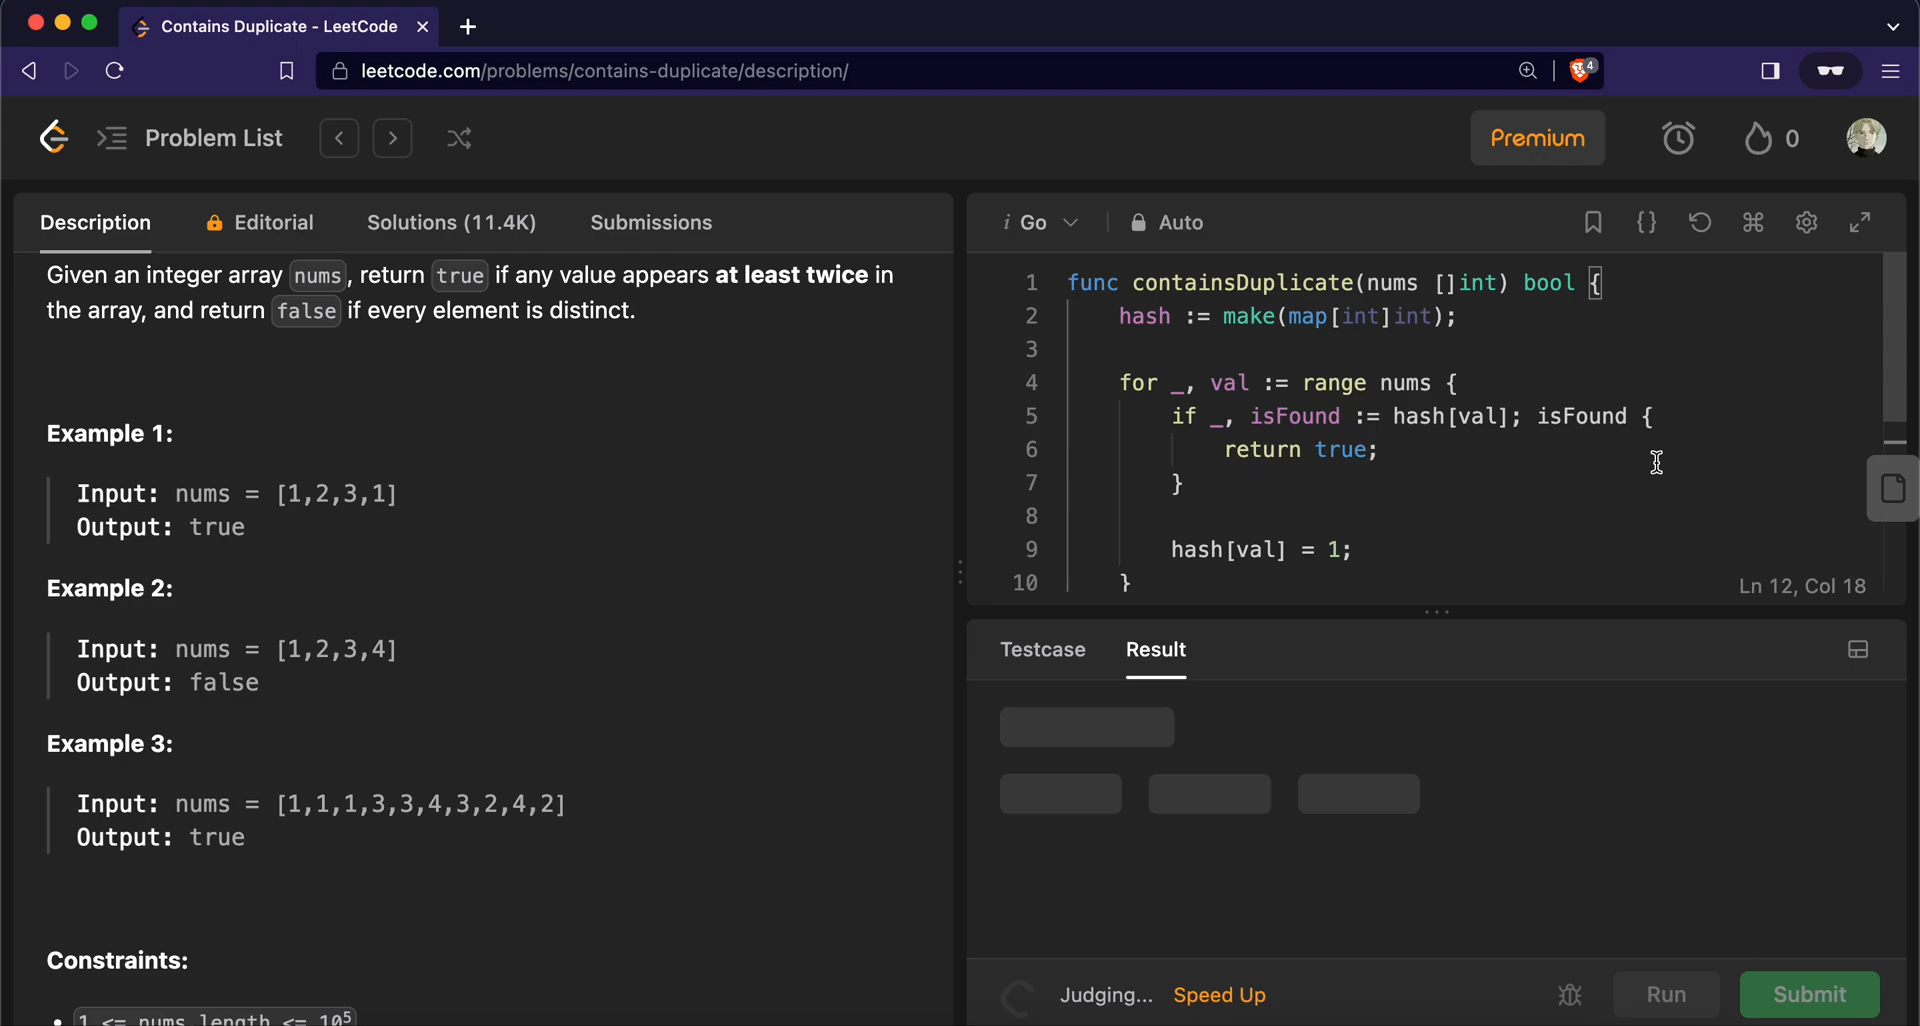 Contains Duplicate - LeetCode
leetcode.com/problems/contains-duplicate/description/
4
Problem List
Premium
0
Description
Editorial
Solutions (11.4K)
Submissions
Given an integer array nums, return true if any value appears at least twice in
the array, and return false if every element is distinct.
Example 1:
Input: nums = [1,2,3,1]
Output: true
Example 2:
Input: nums = [1,2,3,4]
Output: false
Example 3:
Input: nums = [1,1,1,3,3,4,3,2,4,2]
Output: true
Constraints:
• 1 <= nums.length <= 10⁵
i Go
Auto
1 func containsDuplicate(nums []int) bool {
2 hash := make(map[int]int);
3
4 for _, val := range nums {
5 if _, isFound := hash[val]; isFound {
6 return true;
7 }
8
9 hash[val] = 1;
10 }
Ln 12, Col 18
Testcase
Result
Judging...
Speed Up
Run
Submit